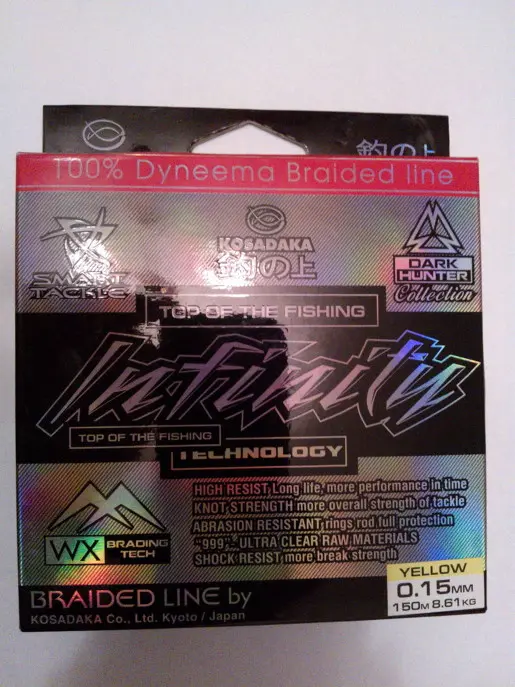 釣の上
100% Dyneema Braided line
SMART TACKLE
KOSADAKA
釣の上
DARK HUNTER
Collection
TOP OF THE FISHING
Infinity
TOP OF THE FISHING
TECHNOLOGY
HIGH RESIST Long life, more performance in time
KNOT STRENGTH more overall strength of tackle
ABRASION RESISTANT rings rod full protection
"999"- ULTRA CLEAR RAW MATERIALS
SHOCK RESIST more break strength
WX BRADING TECH
YELLOW
0.15MM
150M 8.61KG
BRAIDED LINE by
KOSADAKA Co., Ltd. Kyoto / Japan